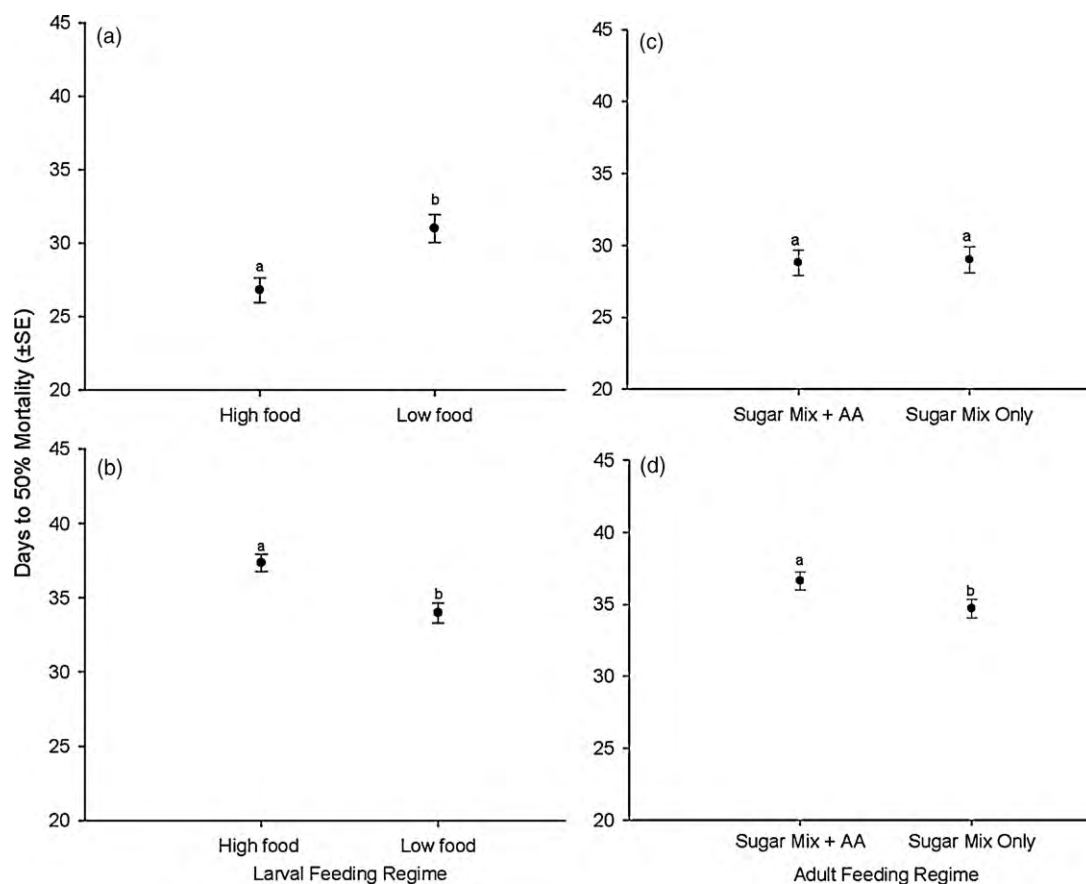 Days to 50% Mortality (±SE)
(a)
45
40
35
30
25
20
a
b
High food
Low food
(c)
45
40
35
30
25
20
a
a
Sugar Mix + AA
Sugar Mix Only
(b)
45
40
35
30
25
20
a
b
High food
Low food
Larval Feeding Regime
(d)
45
40
35
30
25
20
a
b
Sugar Mix + AA
Sugar Mix Only
Adult Feeding Regime